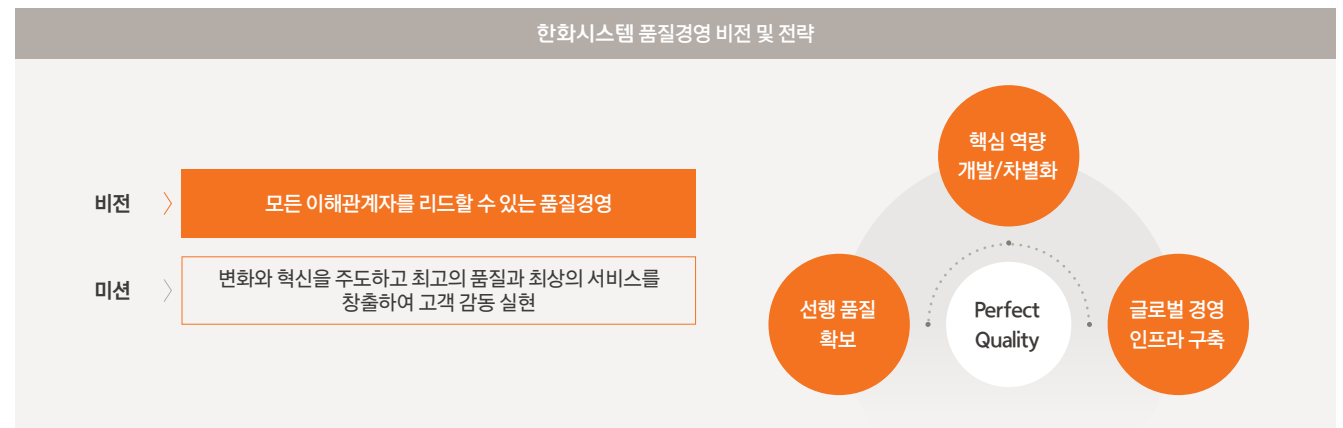 한화시스템 품질경영 비전 및 전략
비전
모든 이해관계자를 리드할 수 있는 품질경영
미션
변화와 혁신을 주도하고 최고의 품질과 최상의 서비스를
창출하여 고객 감동 실현
핵심 역량
개발/차별화
선행 품질
확보
Perfect
Quality
글로벌 경영
인프라 구축